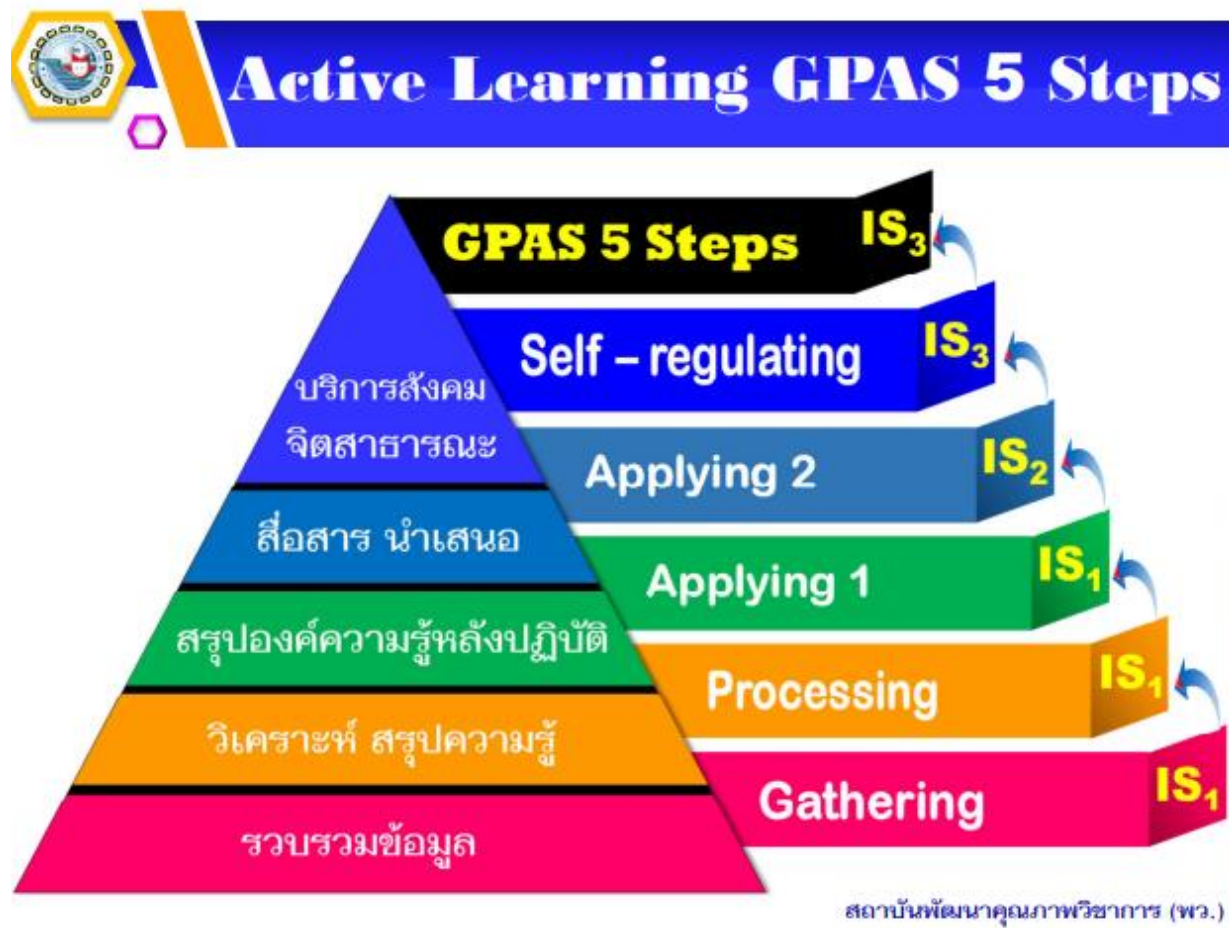 Active Learning GPAS 5 Steps
GPAS 5 Steps IS3
Self – regulating IS3
บริการสังคม
จิตสาธารณะ
Applying 2 IS2
สื่อสาร นำเสนอ
Applying 1 IS1
สรุปองค์ความรู้หลังปฏิบัติ
Processing IS1
วิเคราะห์ สรุปความรู้
Gathering IS1
รวบรวมข้อมูล
สถาบันพัฒนาคุณภาพวิชาการ (พว.)